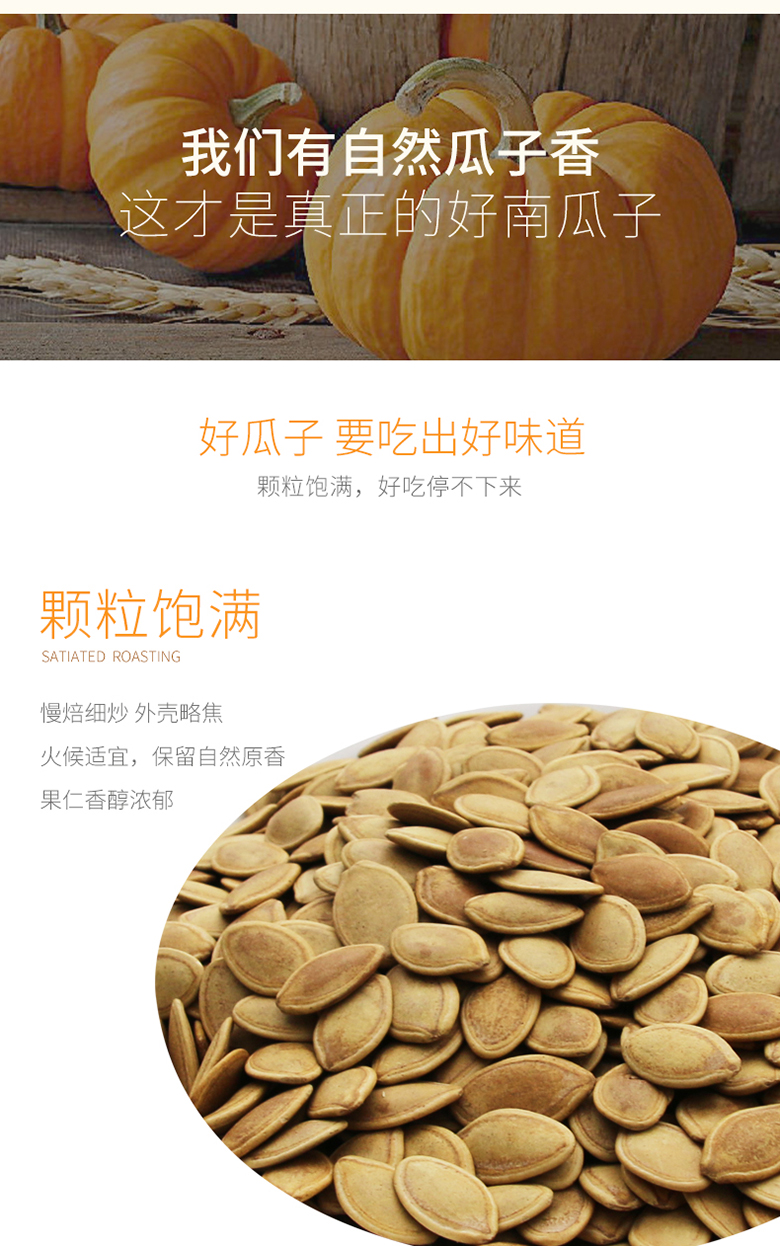 我们有自然瓜子香
这才是真正的好南瓜子
好瓜子 要吃出好味道
颗粒饱满，好吃停不下来
颗粒饱满
SATIATED ROASTING
慢焙细炒 外壳略焦
火候适宜，保留自然原香
果仁香醇浓郁